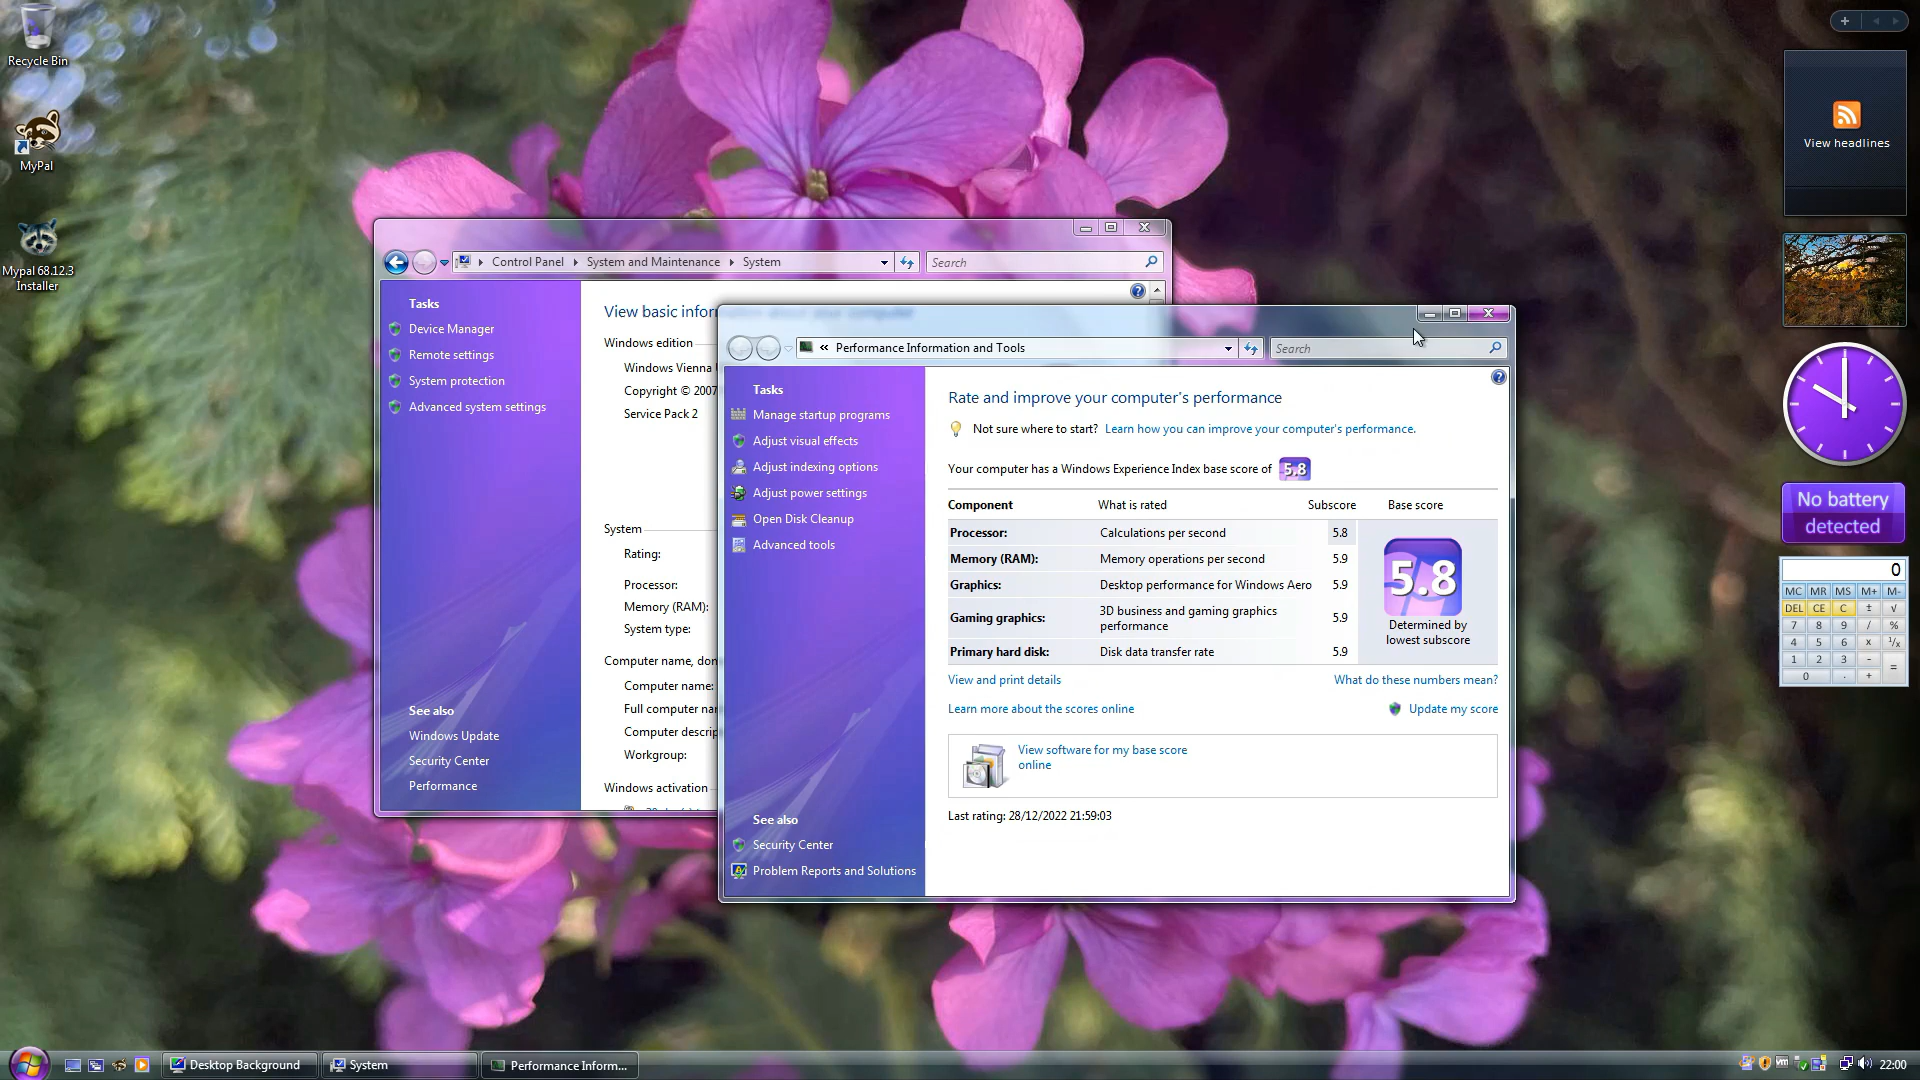 Recycle Bin
MyPal
Mypal 68.12.3
Installer
View headlines
No battery
detected
0
MC MR MS M+ M-
DEL CE C ± √
7 8 9 / %
4 5 6 x ¹/x
1 2 3 - =
0 . +
Control Panel System and Maintenance System
Search
Tasks
Device Manager
Remote settings
System protection
Advanced system settings
See also
Windows Update
Security Center
Performance
View basic infor
Windows edition
Windows Vienna
Copyright © 2007
Service Pack 2
System
Rating:
Processor:
Memory (RAM):
System type:
Computer name, don
Computer name:
Full computer na
Computer descrip
Workgroup:
Windows activation
« Performance Information and Tools
Search
Tasks
Manage startup programs
Adjust visual effects
Adjust indexing options
Adjust power settings
Open Disk Cleanup
Advanced tools
See also
Security Center
Problem Reports and Solutions
Rate and improve your computer's performance
Not sure where to start? Learn how you can improve your computer's performance.
Your computer has a Windows Experience Index base score of 5.8
Component What is rated Subscore Base score
Processor: Calculations per second 5.8
Memory (RAM): Memory operations per second 5.9
Graphics: Desktop performance for Windows Aero 5.9
Gaming graphics: 3D business and gaming graphics
performance 5.9
Primary hard disk: Disk data transfer rate 5.9
5.8
Determined by
lowest subscore
View and print details
What do these numbers mean?
Learn more about the scores online
Update my score
View software for my base score
online
Last rating: 28/12/2022 21:59:03
Desktop Background
System
Performance Inform...
vm
22:00